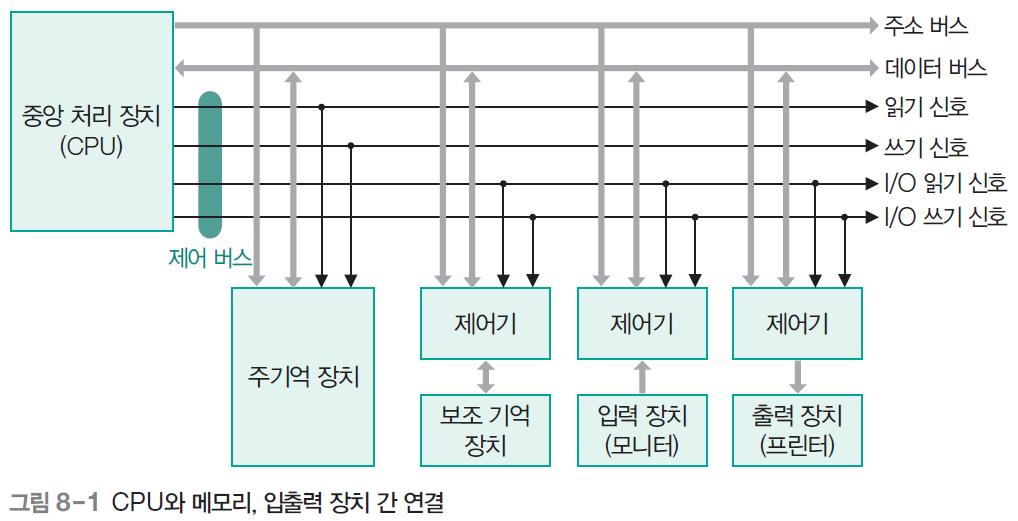 주소 버스
데이터 버스
중앙 처리 장치
(CPU)
읽기 신호
쓰기 신호
I/O 읽기 신호
I/O 쓰기 신호
제어 버스
주기억 장치
제어기
제어기
제어기
보조 기억
장치
입력 장치
(모니터)
출력 장치
(프린터)
그림 8-1 CPU와 메모리, 입출력 장치 간 연결